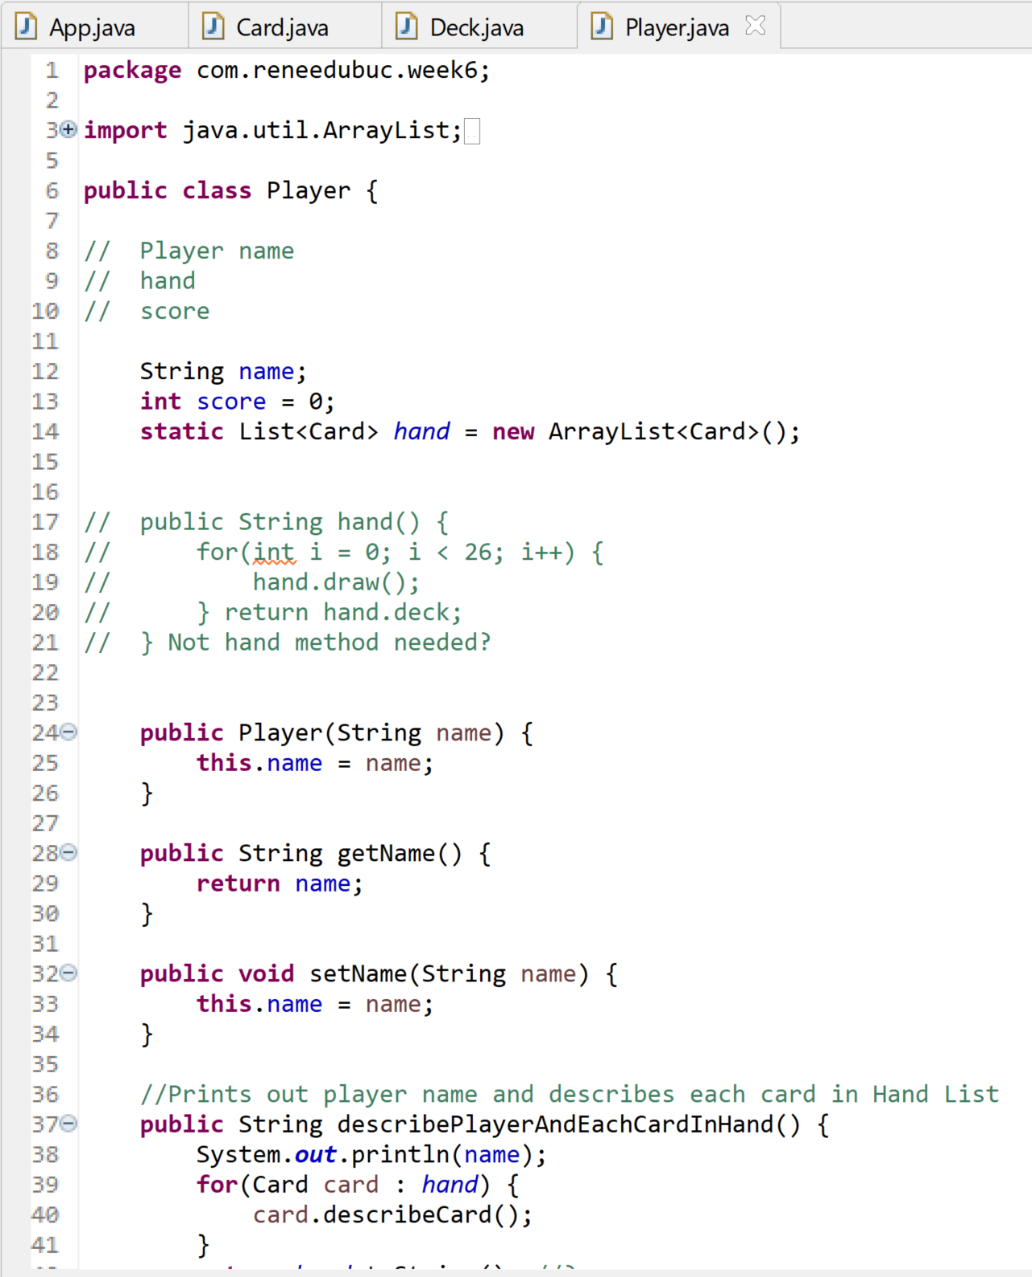 App.java Card.java Deck.java Player.java
1 package com.reneedubuc.week6;
2
3 import java.util.ArrayList;
5
6 public class Player {
7
8 //  Player name
9 //  hand
10 //  score
11
12     String name;
13     int score = 0;
14     static List<Card> hand = new ArrayList<Card>();
15
16
17 //  public String hand() {
18 //      for(int i = 0; i < 26; i++) {
19 //          hand.draw();
20 //      } return hand.deck;
21 //  } Not hand method needed?
22
23
24     public Player(String name) {
25         this.name = name;
26     }
27
28     public String getName() {
29         return name;
30     }
31
32     public void setName(String name) {
33         this.name = name;
34     }
35
36     //Prints out player name and describes each card in Hand List
37     public String describePlayerAndEachCardInHand() {
38         System.out.println(name);
39         for(Card card : hand) {
40             card.describeCard();
41         }